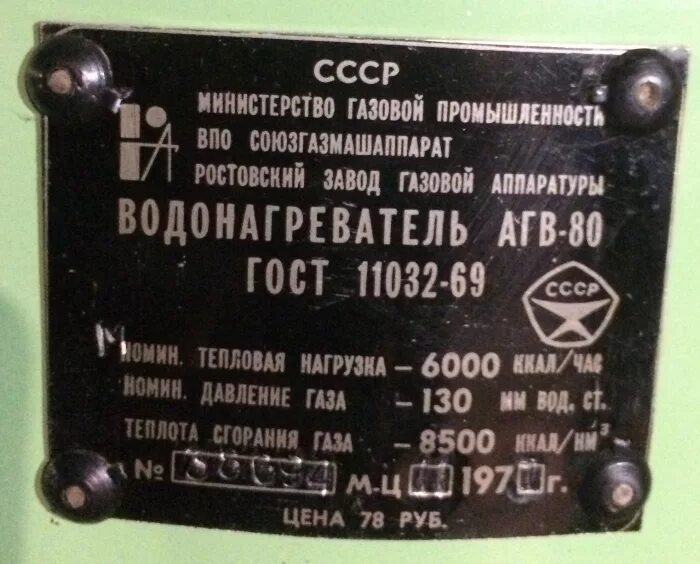 СССР
МИНИСТЕРСТВО ГАЗОВОЙ ПРОМЫШЛЕННОСТИ
ВПО СОЮЗГАЗМАШАППАРАТ
РОСТОВСКИЙ ЗАВОД ГАЗОВОЙ АППАРАТУРЫ
ВОДОНАГРЕВАТЕЛЬ АГВ-80
ГОСТ 11032-69
СССР
НОМИН. ТЕПЛОВАЯ НАГРУЗКА – 6000 ККАЛ/ЧАС
НОМИН. ДАВЛЕНИЕ ГАЗА – 130 ММ ВОД. СТ.
ТЕПЛОТА СГОРАНИЯ ГАЗА – 8500 ККАЛ/НМ³
№ М-Ц 197 г.
ЦЕНА 78 РУБ.